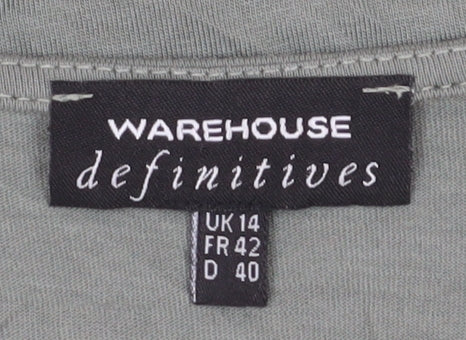 WAREHOUSE
definitives
UK 14
FR 42
D 40